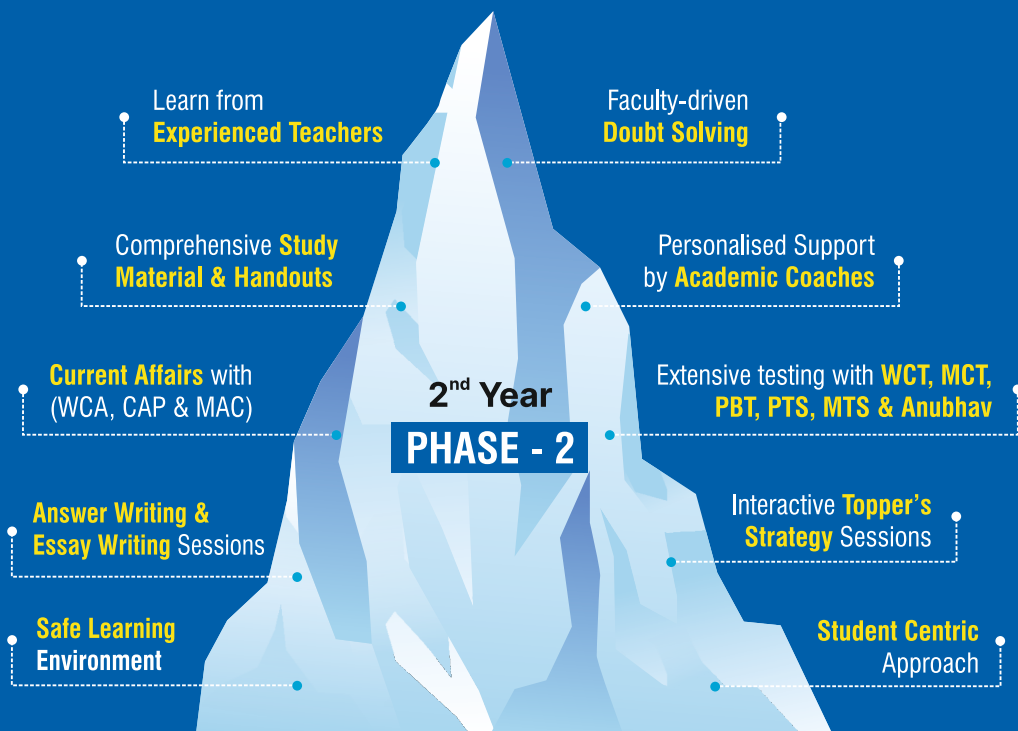 Learn from
Experienced Teachers
Faculty-driven
Doubt Solving
Comprehensive Study
Material & Handouts
Personalised Support
by Academic Coaches
Current Affairs with
(WCA, CAP & MAC)
2nd Year
PHASE - 2
Extensive testing with WCT, MCT,
PBT, PTS, MTS & Anubhav
Answer Writing &
Essay Writing Sessions
Interactive Topper's
Strategy Sessions
Safe Learning
Environment
Student Centric
Approach